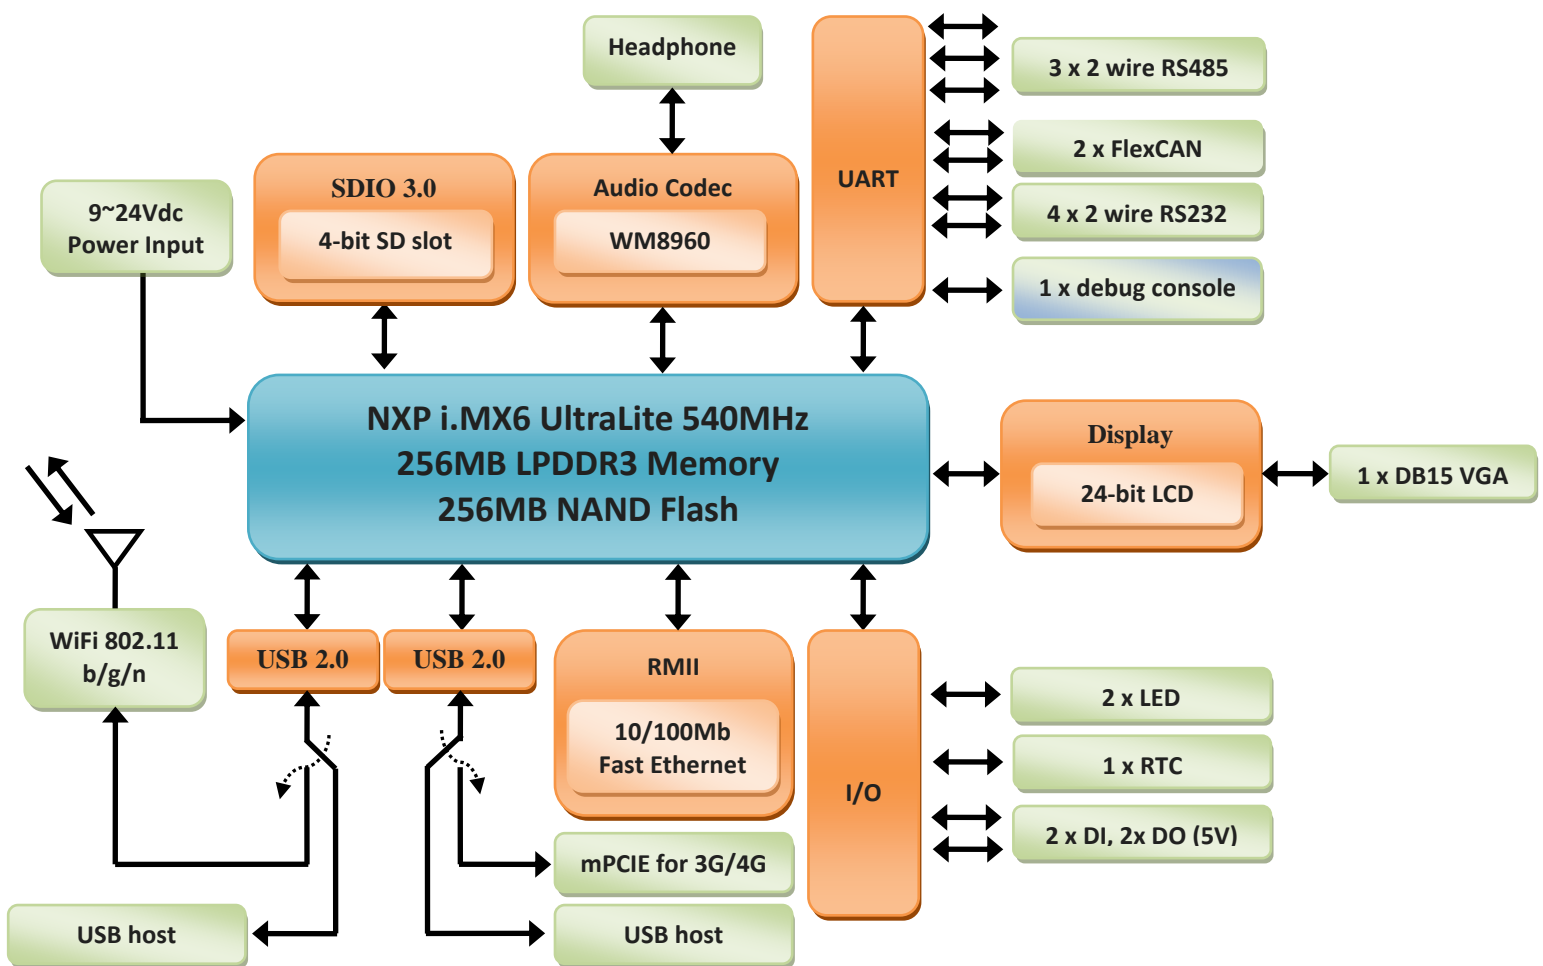 Headphone
3 x 2 wire RS485
2 x FlexCAN
UART
SDIO 3.0
Audio Codec
9~24Vdc
Power Input
4-bit SD slot
WM8960
4 x 2 wire RS232
1 x debug console
NXP i.MX6 UltraLite 540MHz
256MB LPDDR3 Memory
256MB NAND Flash
Display
24-bit LCD
1 x DB15 VGA
WiFi 802.11
b/g/n
USB 2.0
USB 2.0
RMII
10/100Mb
Fast Ethernet
I/O
2 x LED
1 x RTC
2 x DI, 2x DO (5V)
mPCIE for 3G/4G
USB host
USB host